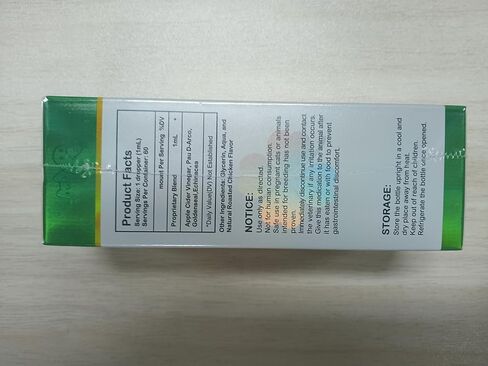 Product Facts
Serving Size: 1 dropper (1mL)
Servings Per Container: 60
mount Per Serving %DV
Proprietary Blend 1mL *
Apple Cider Vinegar, Pau D-Arco,
Goldenseal,Echinacea
*Daily Value(DV) Not Established
Other Ingredients: Glycerin, Aqua, and
Natural Roasted Chicken Flavor
NOTICE:
Use only as directed.
Not for human consumption.
Safe use in pregnant cats or animals
intended for breeding has not been
proven.
Immediately discontinue use and contact
the veterinary if any irritation occurs.
Give this medication to the animal after
it has eaten or with food to prevent
gastrointestinal discomfort.
STORAGE:
Store the bottle upright in a cool and
dry place away from heat.
Keep out of reach of children.
Refrigerate the bottle once opened.